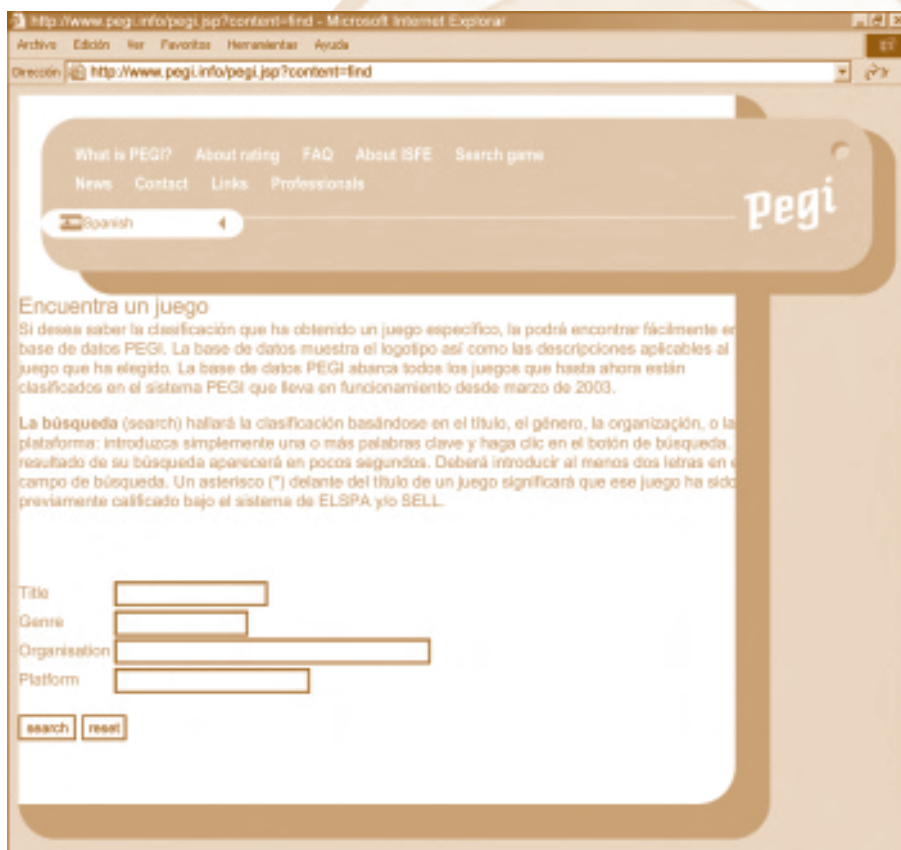 http://www.pegi.info/pegi.jsp?content=find - Microsoft Internet Explorar
Archivo Edición Ver Favoritos Herramientas Ayuda
Dirección http://www.pegi.info/pegi.jsp?content=find
What is PEGI? About rating FAQ About ISFE Search game
News Contact Links Professionals
Pegi
Spanish
Encuentra un juego
Si desea saber la clasificación que ha obtenido un juego específico, la podrá encontrar fácilmente en
base de datos PEGI. La base de datos muestra el logotipo así como las descripciones aplicables al
juego que ha elegido. La base de datos PEGI abarca todos los juegos que hasta ahora están
clasificados en el sistema PEGI que lleva en funcionamiento desde marzo de 2003.
La búsqueda (search) hallará la clasificación basándose en el título, el género, la organización, o la
plataforma: introduzca simplemente una o más palabras clave y haga clic en el botón de búsqueda.
resultado de su búsqueda aparecerá en pocos segundos. Deberá introducir al menos dos letras en
campo de búsqueda. Un asterisco (*) delante del título de un juego significará que ese juego ha sido
previamente calificado bajo el sistema de ELSPA y/o SELL.
Title
Genre
Organisation
Platform
search reset